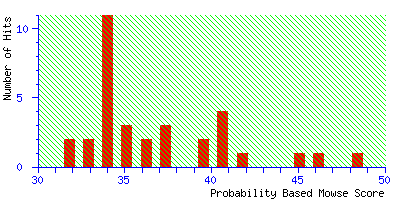 Number of Hits
10
5
0
30 35 40 45 50
Probability Based Mowse Score